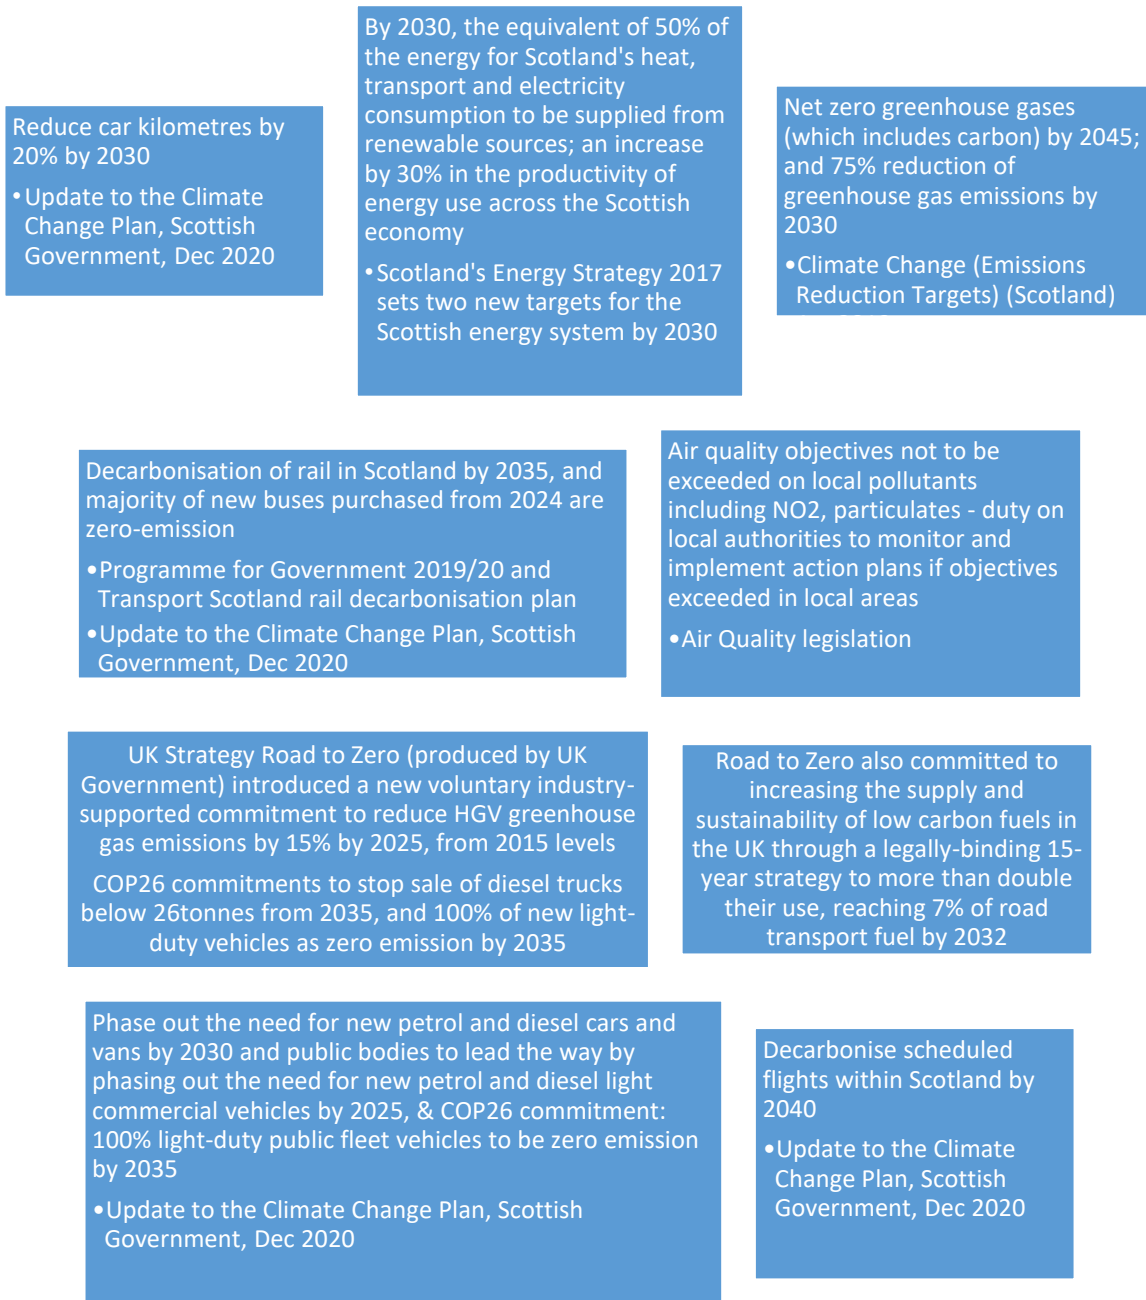 Reduce car kilometres by
20% by 2030
•Update to the Climate
Change Plan, Scottish
Government, Dec 2020
By 2030, the equivalent of 50% of
the energy for Scotland's heat,
transport and electricity
consumption to be supplied from
renewable sources; an increase
by 30% in the productivity of
energy use across the Scottish
economy
•Scotland's Energy Strategy 2017
sets two new targets for the
Scottish energy system by 2030
Net zero greenhouse gases
(which includes carbon) by 2045;
and 75% reduction of
greenhouse gas emissions by
2030
•Climate Change (Emissions
Reduction Targets) (Scotland)
Decarbonisation of rail in Scotland by 2035, and
majority of new buses purchased from 2024 are
zero-emission
•Programme for Government 2019/20 and
Transport Scotland rail decarbonisation plan
•Update to the Climate Change Plan, Scottish
Government, Dec 2020
Air quality objectives not to be
exceeded on local pollutants
including NO2, particulates - duty on
local authorities to monitor and
implement action plans if objectives
exceeded in local areas
•Air Quality legislation
UK Strategy Road to Zero (produced by UK
Government) introduced a new voluntary industry-
supported commitment to reduce HGV greenhouse
gas emissions by 15% by 2025, from 2015 levels
COP26 commitments to stop sale of diesel trucks
below 26tonnes from 2035, and 100% of new light-
duty vehicles as zero emission by 2035
Road to Zero also committed to
increasing the supply and
sustainability of low carbon fuels in
the UK through a legally-binding 15-
year strategy to more than double
their use, reaching 7% of road
transport fuel by 2032
Phase out the need for new petrol and diesel cars and
vans by 2030 and public bodies to lead the way by
phasing out the need for new petrol and diesel light
commercial vehicles by 2025, & COP26 commitment:
100% light-duty public fleet vehicles to be zero emission
by 2035
•Update to the Climate Change Plan, Scottish
Government, Dec 2020
Decarbonise scheduled
flights within Scotland by
2040
•Update to the Climate
Change Plan, Scottish
Government, Dec 2020